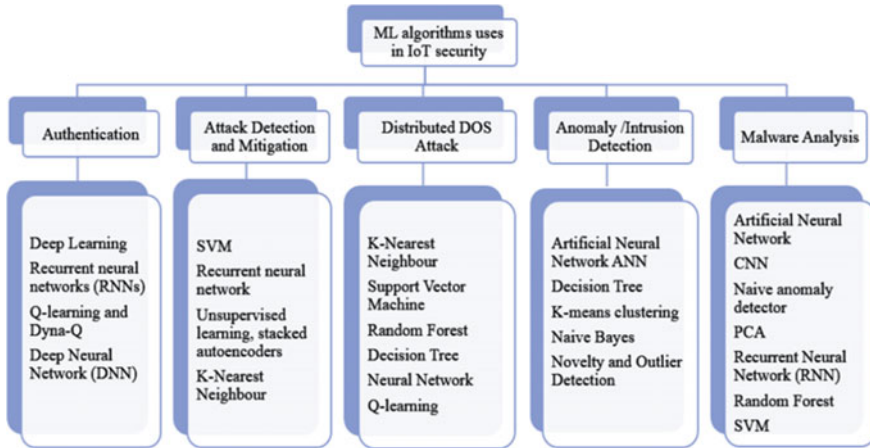 ML algorithms uses
in IoT security
Authentication
Attack Detection
and Mitigation
Distributed DOS
Attack
Anomaly /Intrusion
Detection
Malware Analysis
Deep Learning
Recurrent neural
networks (RNNs)
Q-learning and
Dyna-Q
Deep Neural
Network (DNN)
SVM
Recurrent neural
network
Unsupervised
learning, stacked
autoencoders
K-Nearest
Neighbour
K-Nearest
Neighbour
Support Vector
Machine
Random Forest
Decision Tree
Neural Network
Q-learning
Artificial Neural
Network ANN
Decision Tree
K-means clustering
Naive Bayes
Novelty and Outlier
Detection
Artificial Neural
Network
CNN
Naive anomaly
detector
PCA
Recurrent Neural
Network (RNN)
Random Forest
SVM